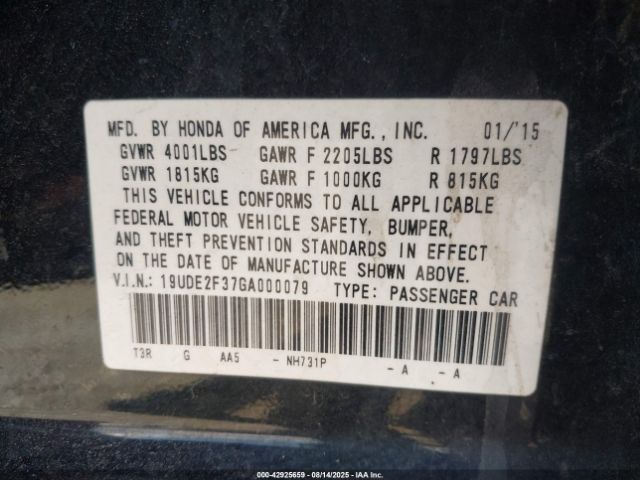 MFD. BY HONDA OF AMERICA MFG., INC. 01/'15
GVWR 4001LBS GAWR F 2205LBS R 1797LBS
GVWR 1815KG GAWR F 1000KG R 815KG
THIS VEHICLE CONFORMS TO ALL APPLICABLE
FEDERAL MOTOR VEHICLE SAFETY, BUMPER,
AND THEFT PREVENTION STANDARDS IN EFFECT
ON THE DATE OF MANUFACTURE SHOWN ABOVE.
V.I.N.: 19UDE2F37GA000079 TYPE: PASSENGER CAR
T3R G AA5 - NH731P - A - A
000-42925659 - 08/14/2025 - IAAI.com